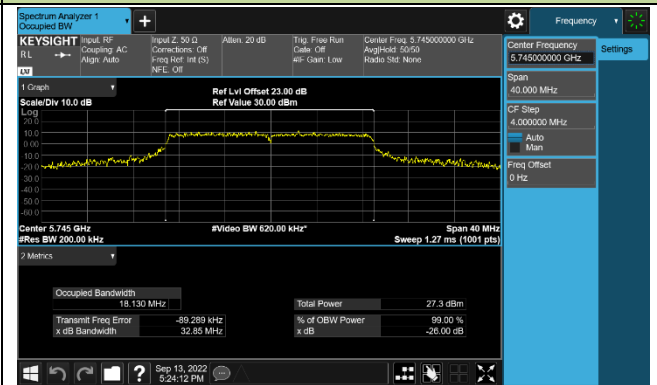 Spectrum Analyzer 1
Occupied BW
Frequency
KEYSIGHT
RL
LXI
Input: RF
Coupling: AC
Align: Auto
Input Z: 50 Ω
Corrections: Off
Freq Ref: Int (S)
NFE: Off
Atten: 20 dB
Trig: Free Run
Gate: Off
#IF Gain: Low
Center Freq: 5.745000000 GHz
Avg|Hold: 50/50
Radio Std: None
Center Frequency
5.745000000 GHz
Settings
Span
40.000 MHz
CF Step
4.000000 MHz
Auto
Man
Freq Offset
0 Hz
1 Graph
Scale/Div 10.0 dB
Ref Lvl Offset 23.00 dB
Ref Value 30.00 dBm
Log
20.0
10.0
0.00
-10.0
-20.0
-30.0
-40.0
-50.0
-60.0
Center 5.745 GHz
#Video BW 620.00 kHz*
Span 40 MHz
#Res BW 200.00 kHz
Sweep 1.27 ms (1001 pts)
2 Metrics
Occupied Bandwidth
18.130 MHz
Total Power
27.3 dBm
Transmit Freq Error
-89.289 kHz
% of OBW Power
99.00 %
x dB Bandwidth
32.85 MHz
x dB
-26.00 dB
Sep 13, 2022
5:24:12 PM